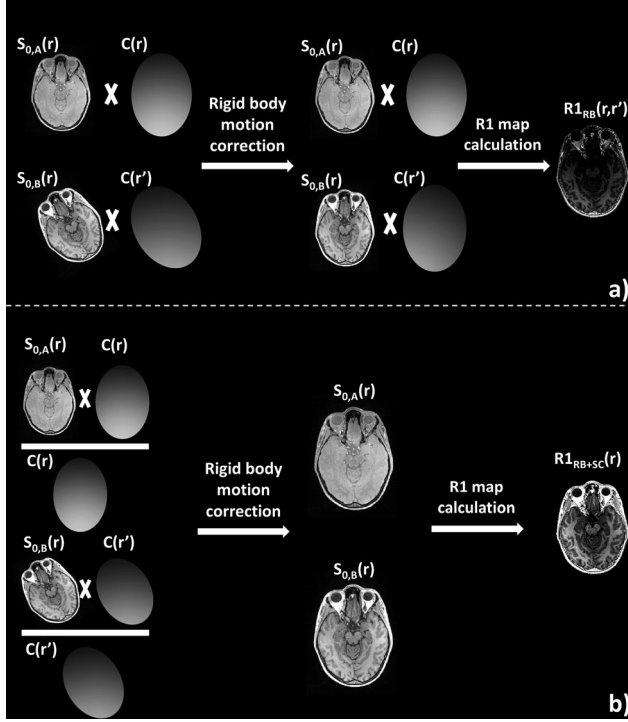 S0,A(r) C(r)
X
S0,B(r) C(r')
X
Rigid body
motion
correction
S0,A(r) C(r)
X
S0,B(r) C(r')
X
R1 map
calculation
R1RB(r,r')
a)
S0,A(r) C(r)
X
C(r)
S0,B(r) C(r')
X
C(r')
Rigid body
motion
correction
S0,A(r)
S0,B(r)
R1 map
calculation
R1RB+SC(r)
b)